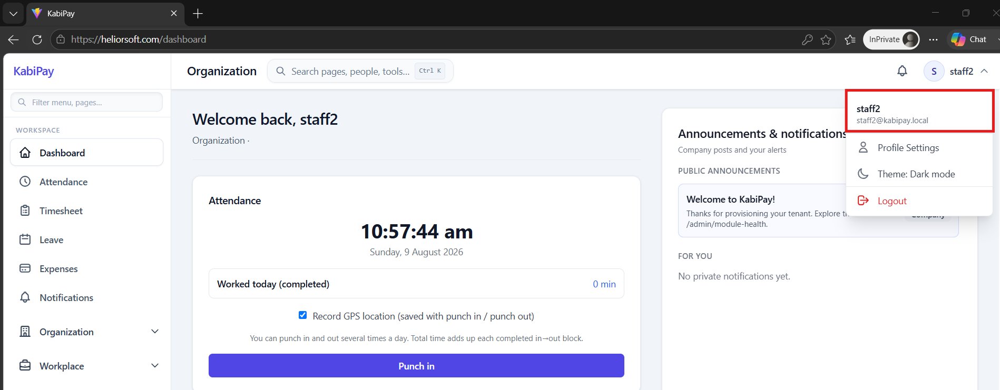 KabiPay
https://heliorsoft.com/dashboard
InPrivate
Chat
KabiPay
Organization
Search pages, people, tools...
Ctrl K
S
staff2
Filter menu, pages...
WORKSPACE
Dashboard
Attendance
Timesheet
Leave
Expenses
Notifications
Organization
Workplace
Welcome back, staff2
Organization ·
Attendance
10:57:44 am
Sunday, 9 August 2026
Worked today (completed)
0 min
Record GPS location (saved with punch in / punch out)
You can punch in and out several times a day. Total time adds up each completed in→out block.
Punch in
Announcements & notifications
Company posts and your alerts
PUBLIC ANNOUNCEMENTS
Welcome to KabiPay!
Thanks for provisioning your tenant. Explore
/admin/module-health.
Company
FOR YOU
No private notifications yet.
staff2
staff2@kabipay.local
Profile Settings
Theme: Dark mode
Logout